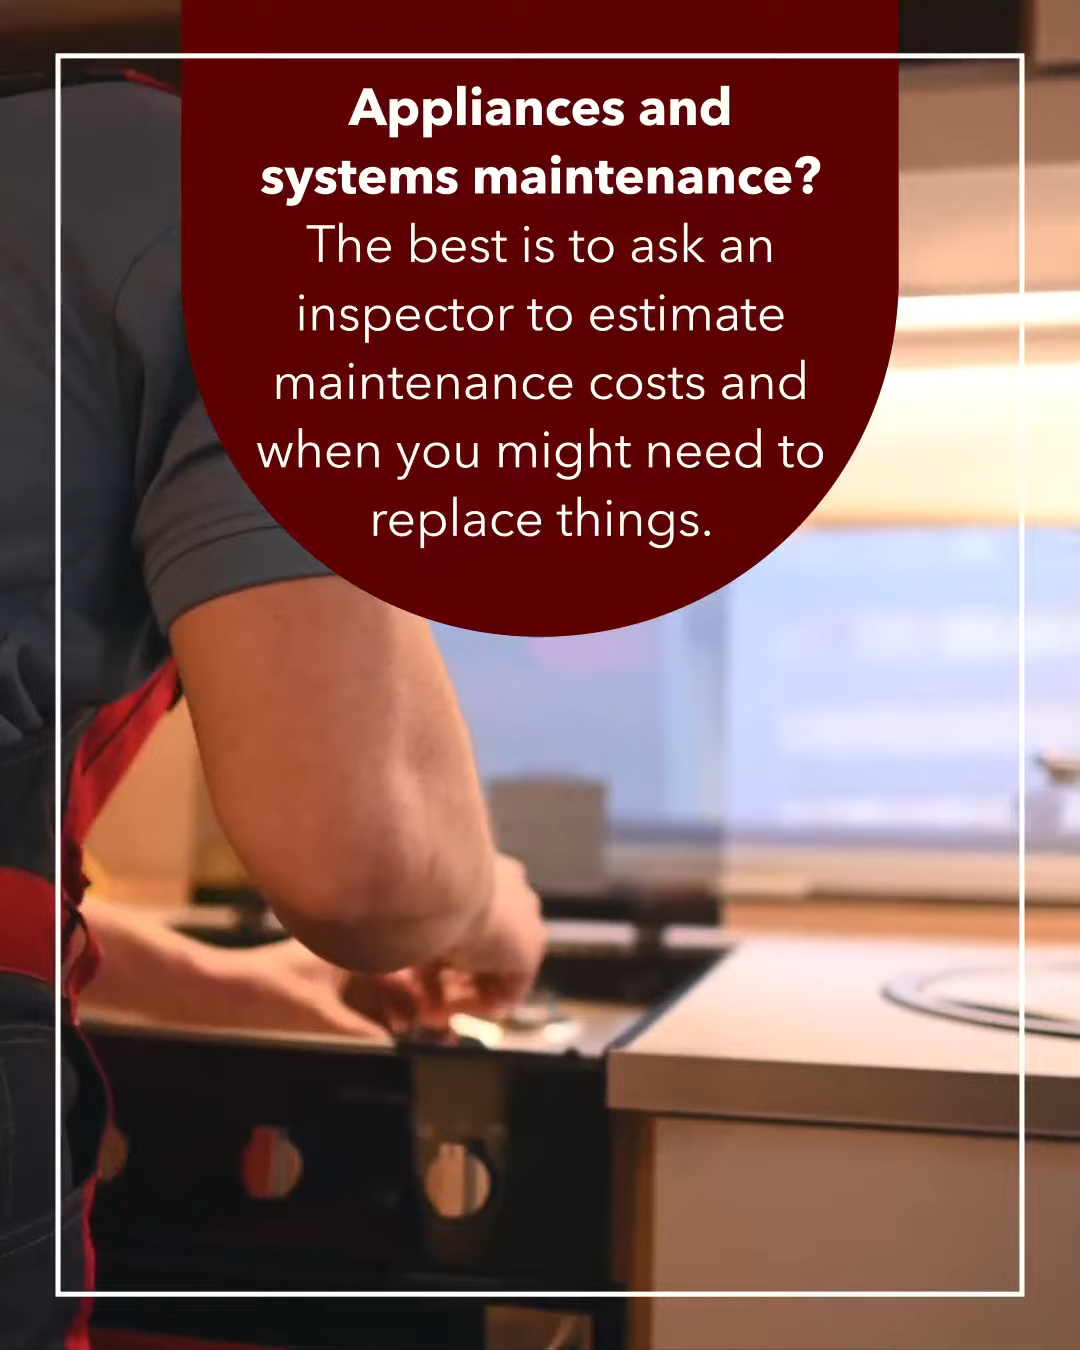 Appliances and
systems maintenance?
The best is to ask an
inspector to estimate
maintenance costs and
when you might need to
replace things.